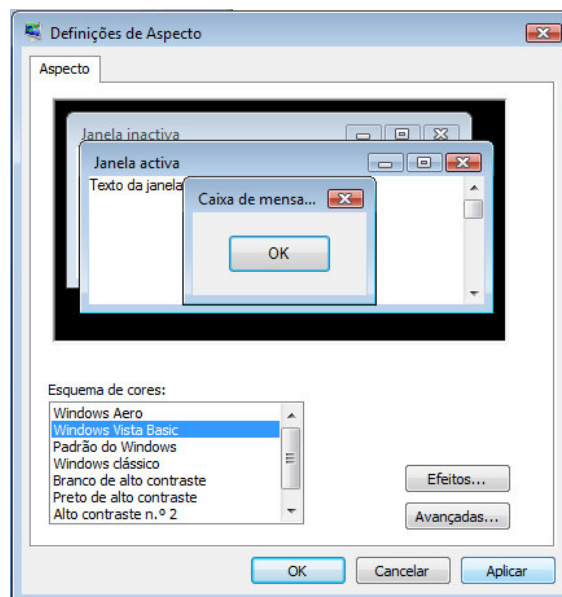 Definições de Aspecto
Aspecto
Janela inactiva
Janela activa
Texto da janela
Caixa de mensa...
OK
Esquema de cores:
Windows Aero
Windows Vista Basic
Padrão do Windows
Windows clássico
Branco de alto contraste
Preto de alto contraste
Alto contraste n.º 2
Efeitos...
Avançadas...
OK Cancelar Aplicar